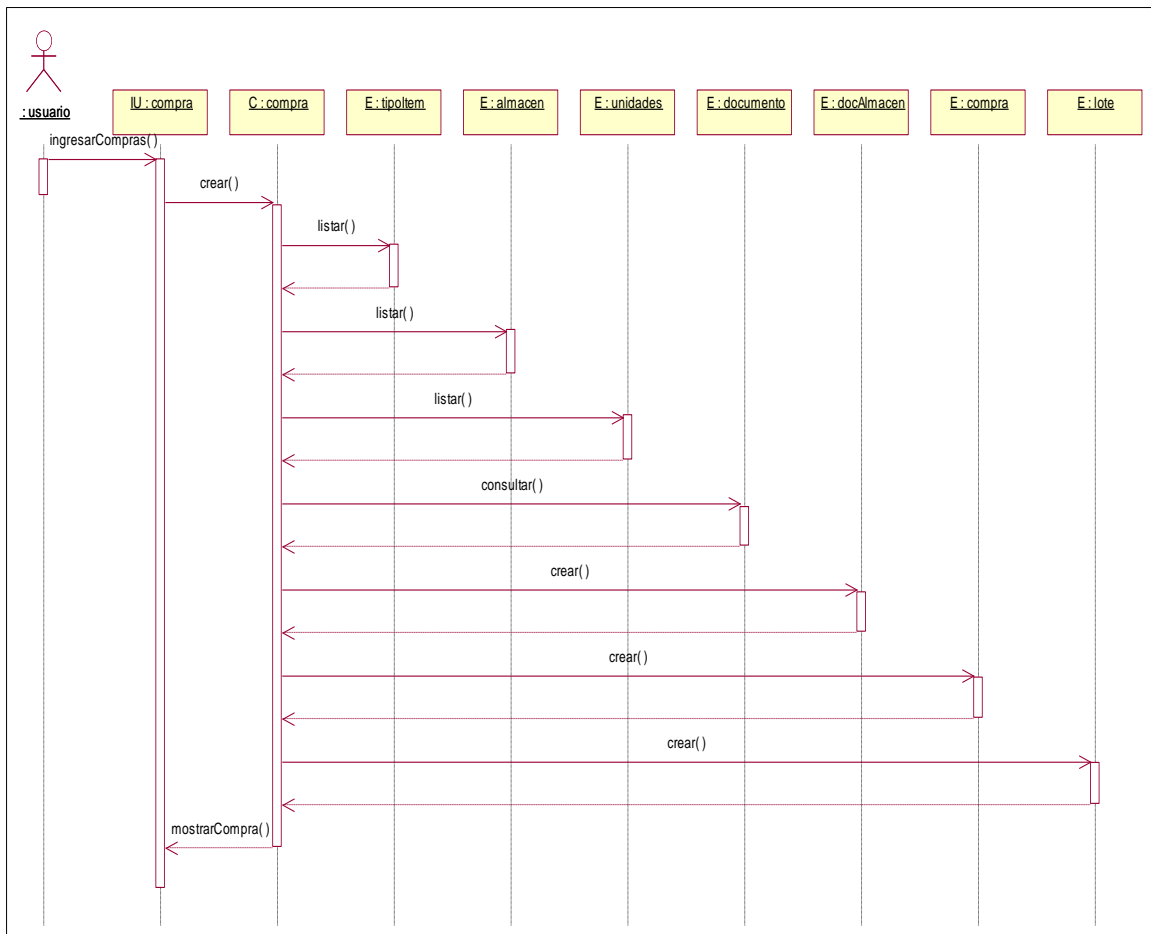 : usuario
IU : compra
C : compra
E : tipoItem
E : almacen
E : unidades
E : documento
E : docAlmacen
E : compra
E : lote
ingresarCompras( )
crear( )
listar( )
listar( )
listar( )
consultar( )
crear( )
crear( )
crear( )
mostrarCompra( )